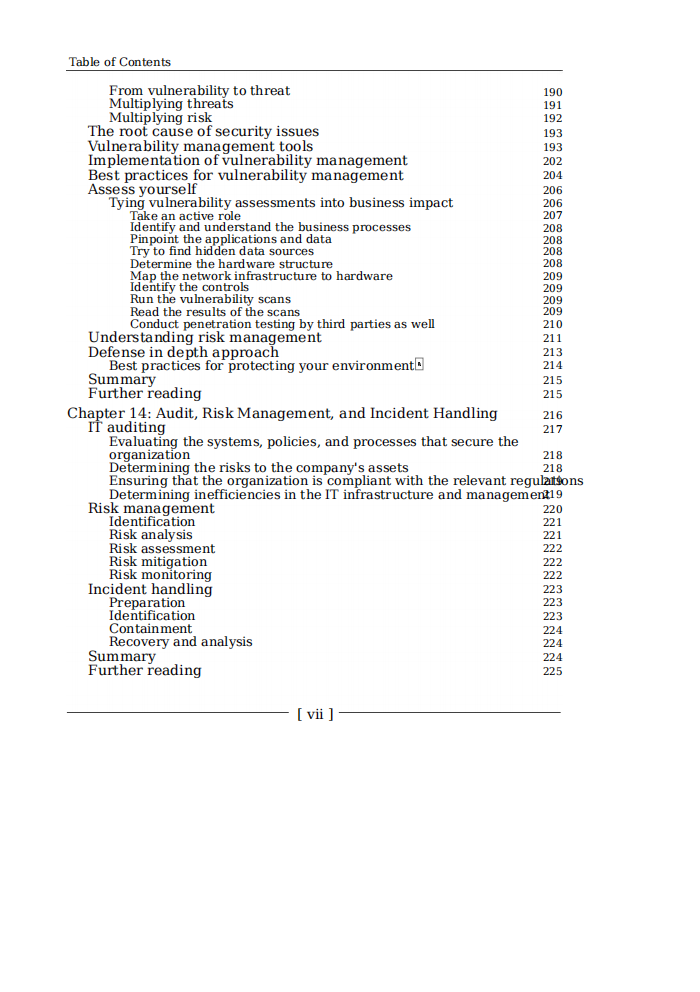 Table of Contents
From vulnerability to threat 190
Multiplying threats 191
Multiplying risk 192
The root cause of security issues 193
Vulnerability management tools 193
Implementation of vulnerability management 202
Best practices for vulnerability management 204
Assess yourself 206
Tying vulnerability assessments into business impact 206
Take an active role 207
Identify and understand the business processes 208
Pinpoint the applications and data 208
Try to find hidden data sources 208
Determine the hardware structure 208
Map the network infrastructure to hardware 209
Identify the controls 209
Run the vulnerability scans 209
Read the results of the scans 209
Conduct penetration testing by third parties as well 210
Understanding risk management 211
Defense in depth approach 213
Best practices for protecting your environment 214
Summary 215
Further reading 215
Chapter 14: Audit, Risk Management, and Incident Handling 216
IT auditing 217
Evaluating the systems, policies, and processes that secure the
organization 218
Determining the risks to the company's assets 218
Ensuring that the organization is compliant with the relevant regulations 219
Determining inefficiencies in the IT infrastructure and management 219
Risk management 220
Identification 221
Risk analysis 221
Risk assessment 222
Risk mitigation 222
Risk monitoring 222
Incident handling 223
Preparation 223
Identification 223
Containment 224
Recovery and analysis 224
Summary 224
Further reading 225
[ vii ]